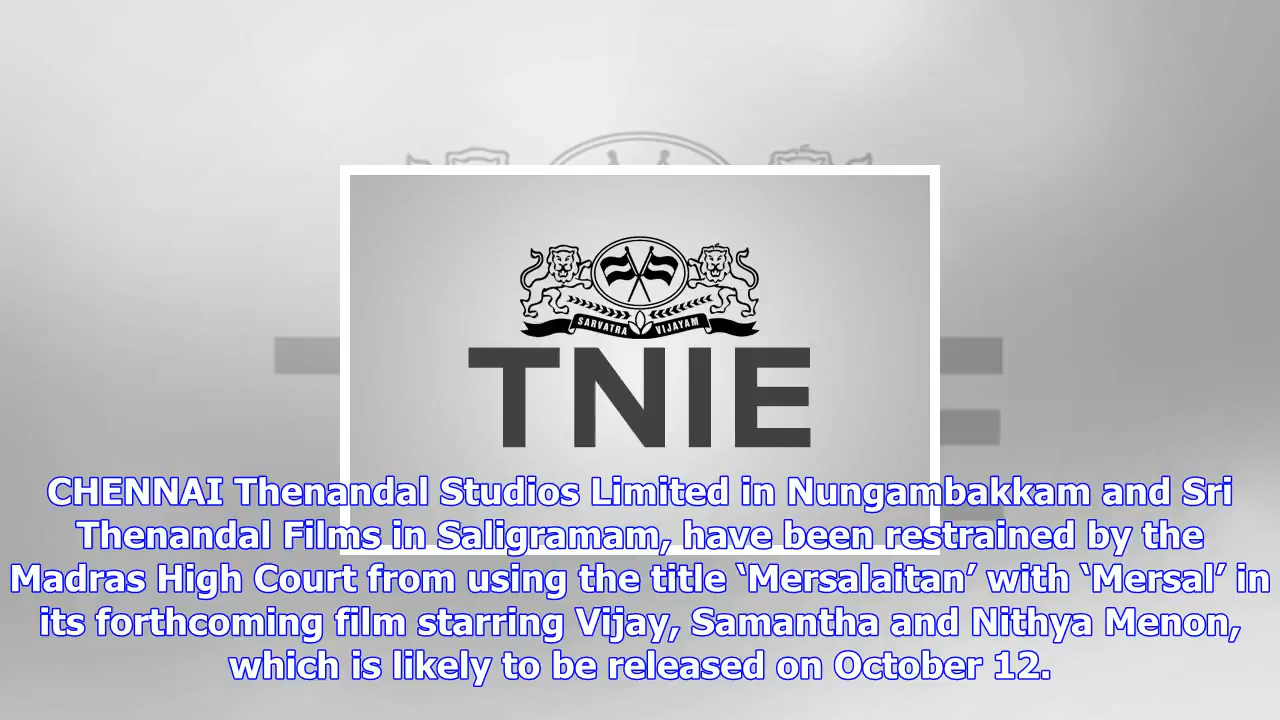 SARVATRA VIJAYAM
TNIE
CHENNAI Thenandal Studios Limited in Nungambakkam and Sri
Thenandal Films in Saligramam, have been restrained by the
Madras High Court from using the title ‘Mersalaitan’ with ‘Mersal’ in
its forthcoming film starring Vijay, Samantha and Nithya Menon,
which is likely to be released on October 12.